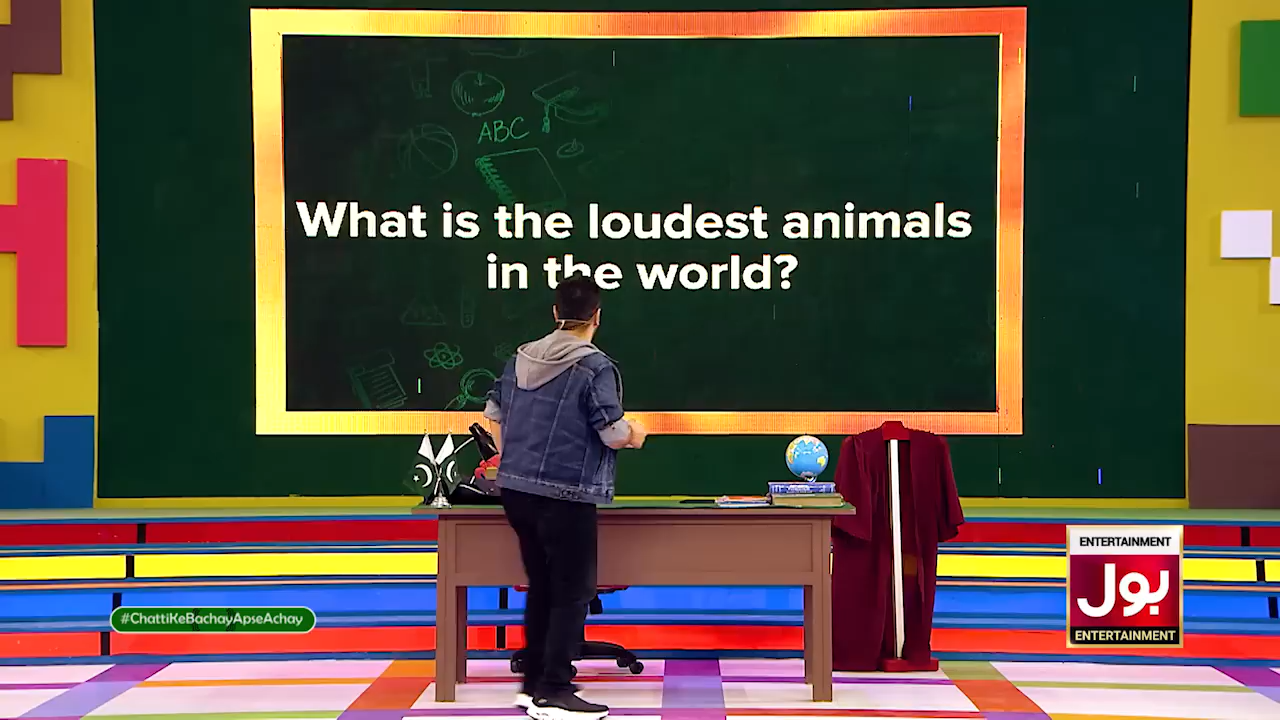 ABC
What is the loudest animals
in the world?
#ChattiKeBachayApseAchay
ENTERTAINMENT
بول
ENTERTAINMENT